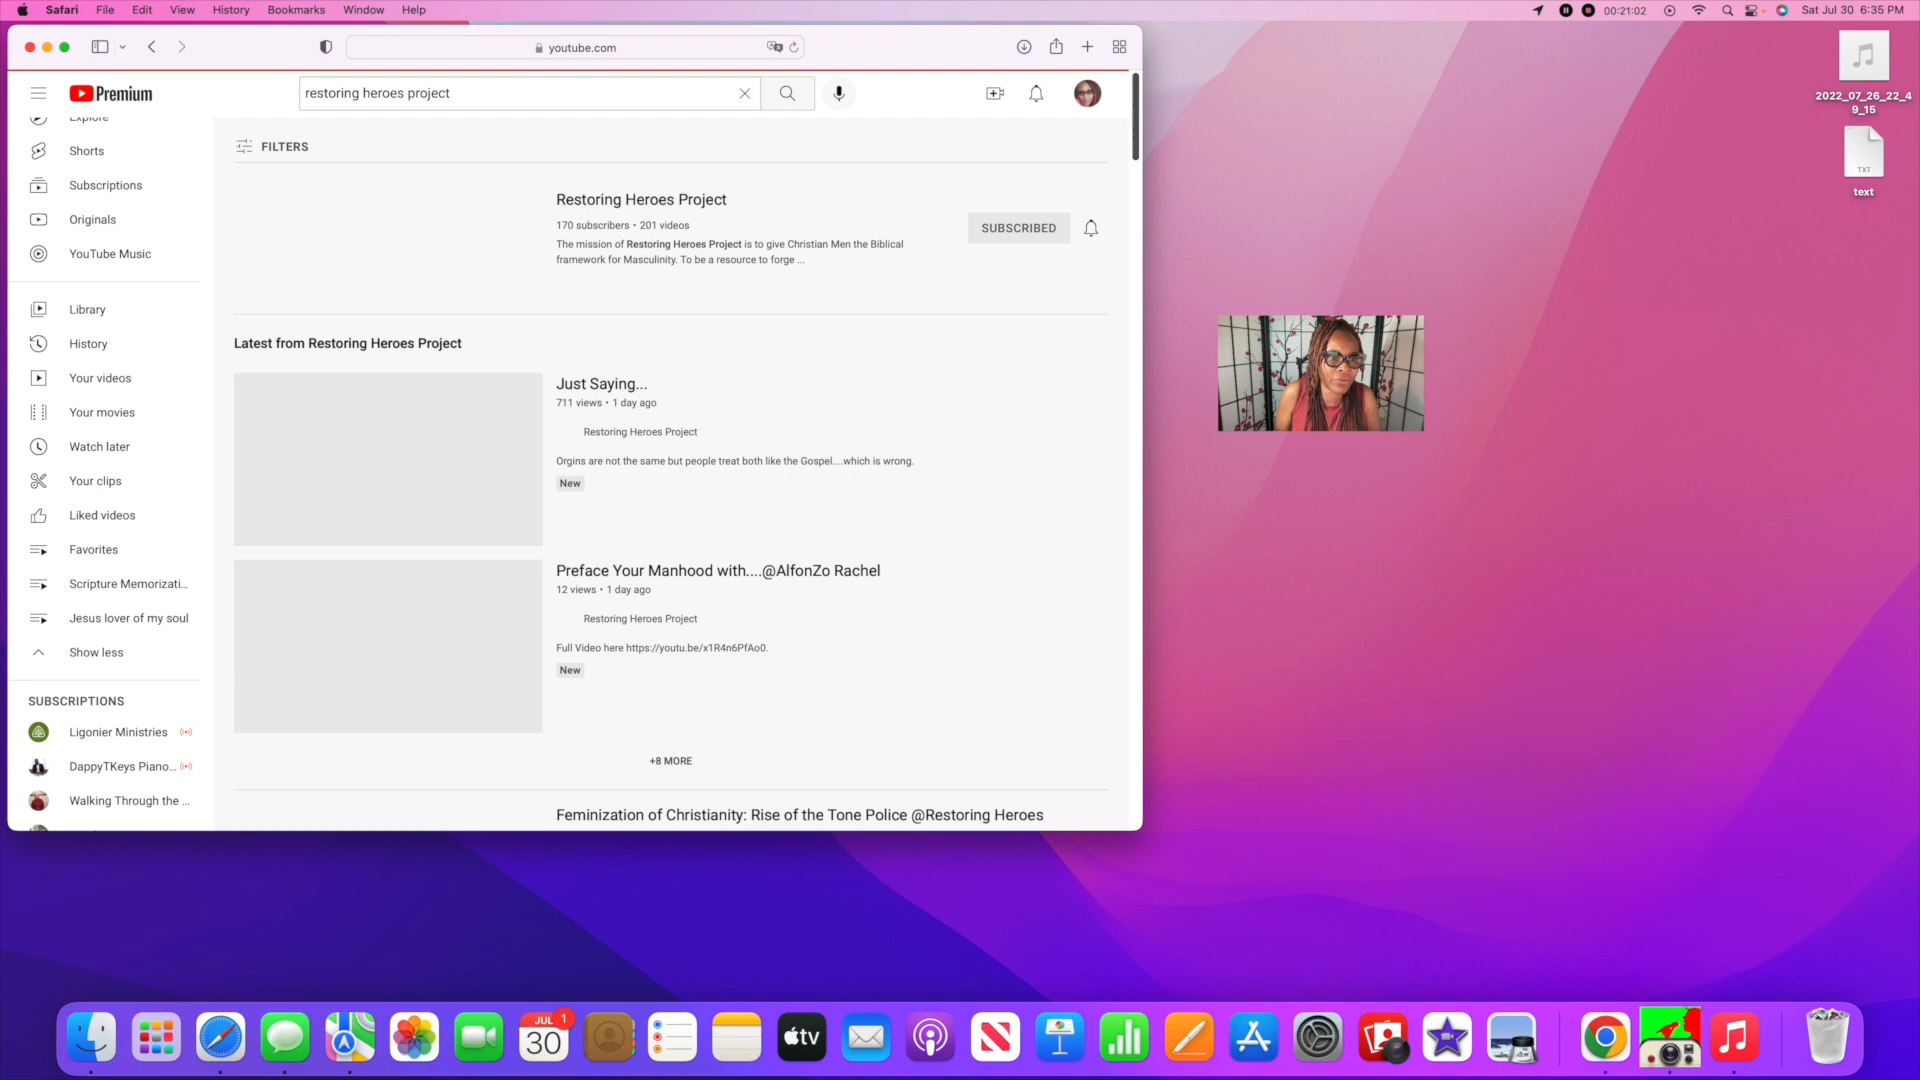 Safari File Edit View History Bookmarks Window Help
00:21:02 Sat Jul 30 6:35 PM
youtube.com
2022_07_26_22_4
9_15
TXT
text
Premium
restoring heroes project
Explore
Shorts
Subscriptions
Originals
YouTube Music
Library
History
Your videos
Your movies
Watch later
Your clips
Liked videos
Favorites
Scripture Memorizati...
Jesus lover of my soul
Show less
SUBSCRIPTIONS
Ligonier Ministries
DappyTKeys Piano...
Walking Through the ...
FILTERS
Restoring Heroes Project
170 subscribers • 201 videos
The mission of Restoring Heroes Project is to give Christian Men the Biblical
framework for Masculinity. To be a resource to forge ...
SUBSCRIBED
Latest from Restoring Heroes Project
Just Saying...
711 views • 1 day ago
Restoring Heroes Project
Orgins are not the same but people treat both like the Gospel....which is wrong.
New
Preface Your Manhood with....@AlfonZo Rachel
12 views • 1 day ago
Restoring Heroes Project
Full Video here https://youtu.be/x1R4n6PfAo0.
New
+8 MORE
Feminization of Christianity: Rise of the Tone Police @Restoring Heroes
JUL 1
30
tv